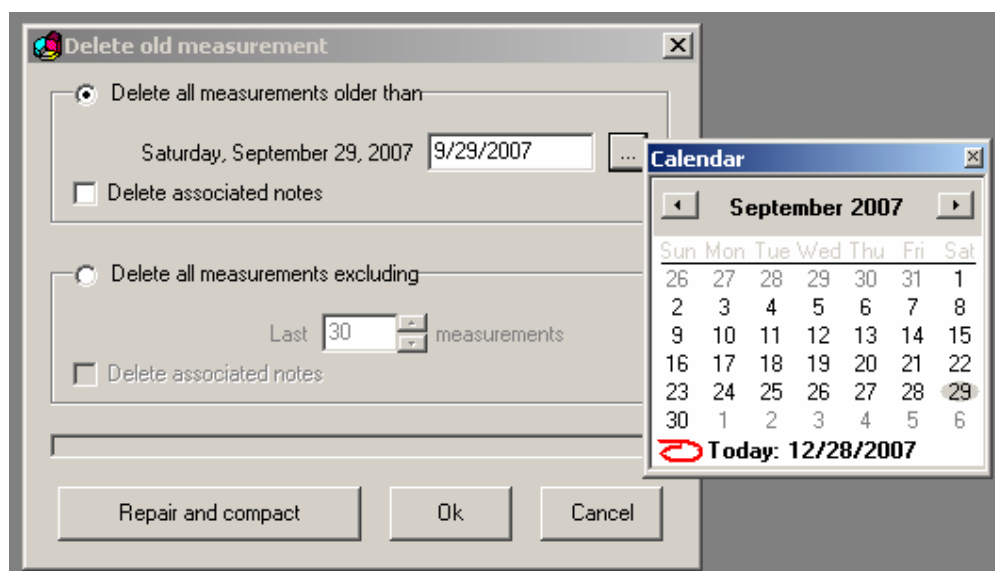 Delete old measurement
Delete all measurements older than
Saturday, September 29, 2007 9/29/2007 ...
Delete associated notes
Delete all measurements excluding
Last 30 measurements
Delete associated notes
Repair and compact Ok Cancel
Calendar
September 2007
Sun Mon Tue Wed Thu Fri Sat
26 27 28 29 30 31 1
2 3 4 5 6 7 8
9 10 11 12 13 14 15
16 17 18 19 20 21 22
23 24 25 26 27 28 29
30 1 2 3 4 5 6
Today: 12/28/2007